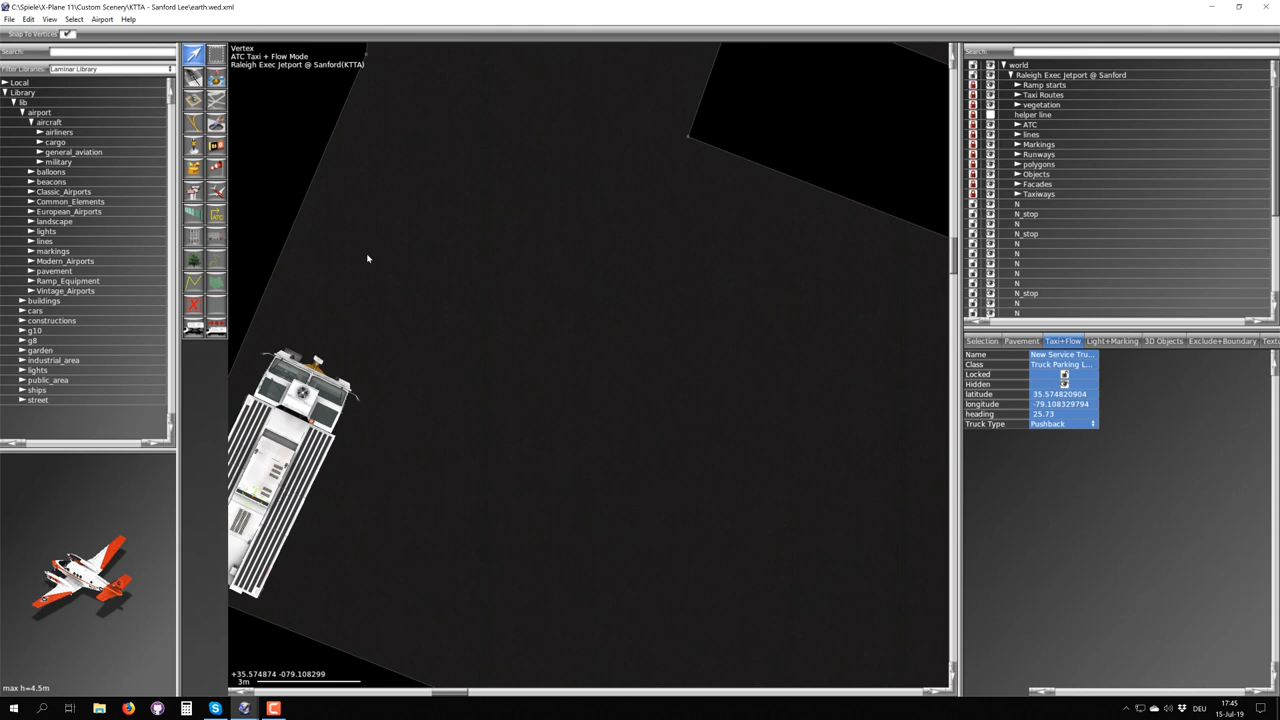 C:\Spiele\X-Plane 11\Custom Scenery\KTTA - Sanford Lee\earth.wed.xml
File Edit View Select Airport Help
Snap To Vertices
Search:
Filter Libraries: Laminar Library
Local
Library
lib
airport
aircraft
airliners
cargo
general_aviation
military
balloons
beacons
Classic_Airports
Common_Elements
European_Airports
landscape
lights
lines
markings
Modern_Airports
pavement
Ramp_Equipment
Vintage_Airports
buildings
cars
constructions
g10
g8
garden
industrial_area
lights
public_area
ships
street
max h=4.5m
Vertex
ATC Taxi + Flow Mode
Raleigh Exec Jetport @ Sanford(KTTA)
+35.574874 -079.108299
3m
Search:
world
Raleigh Exec Jetport @ Sanford
Ramp starts
Taxi Routes
vegetation
helper line
ATC
lines
Markings
Runways
polygons
Objects
Facades
Taxiways
N
N_stop
N
N_stop
N
N
N
N
N
N_stop
N
N
Selection Pavement Taxi+Flow Light+Marking 3D Objects Exclude+Boundary Textu
Name New Service Tru...
Class Truck Parking L...
Locked
Hidden
latitude 35.574820904
longitude -79.108329794
heading 25.73
Truck Type Pushback
DEU
17:45
15-Jul-19